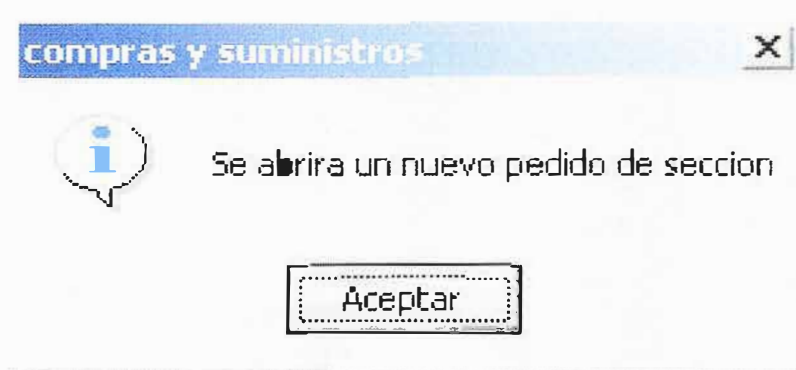 compras y suministros
Se abrira un nuevo pedido de seccion
Aceptar